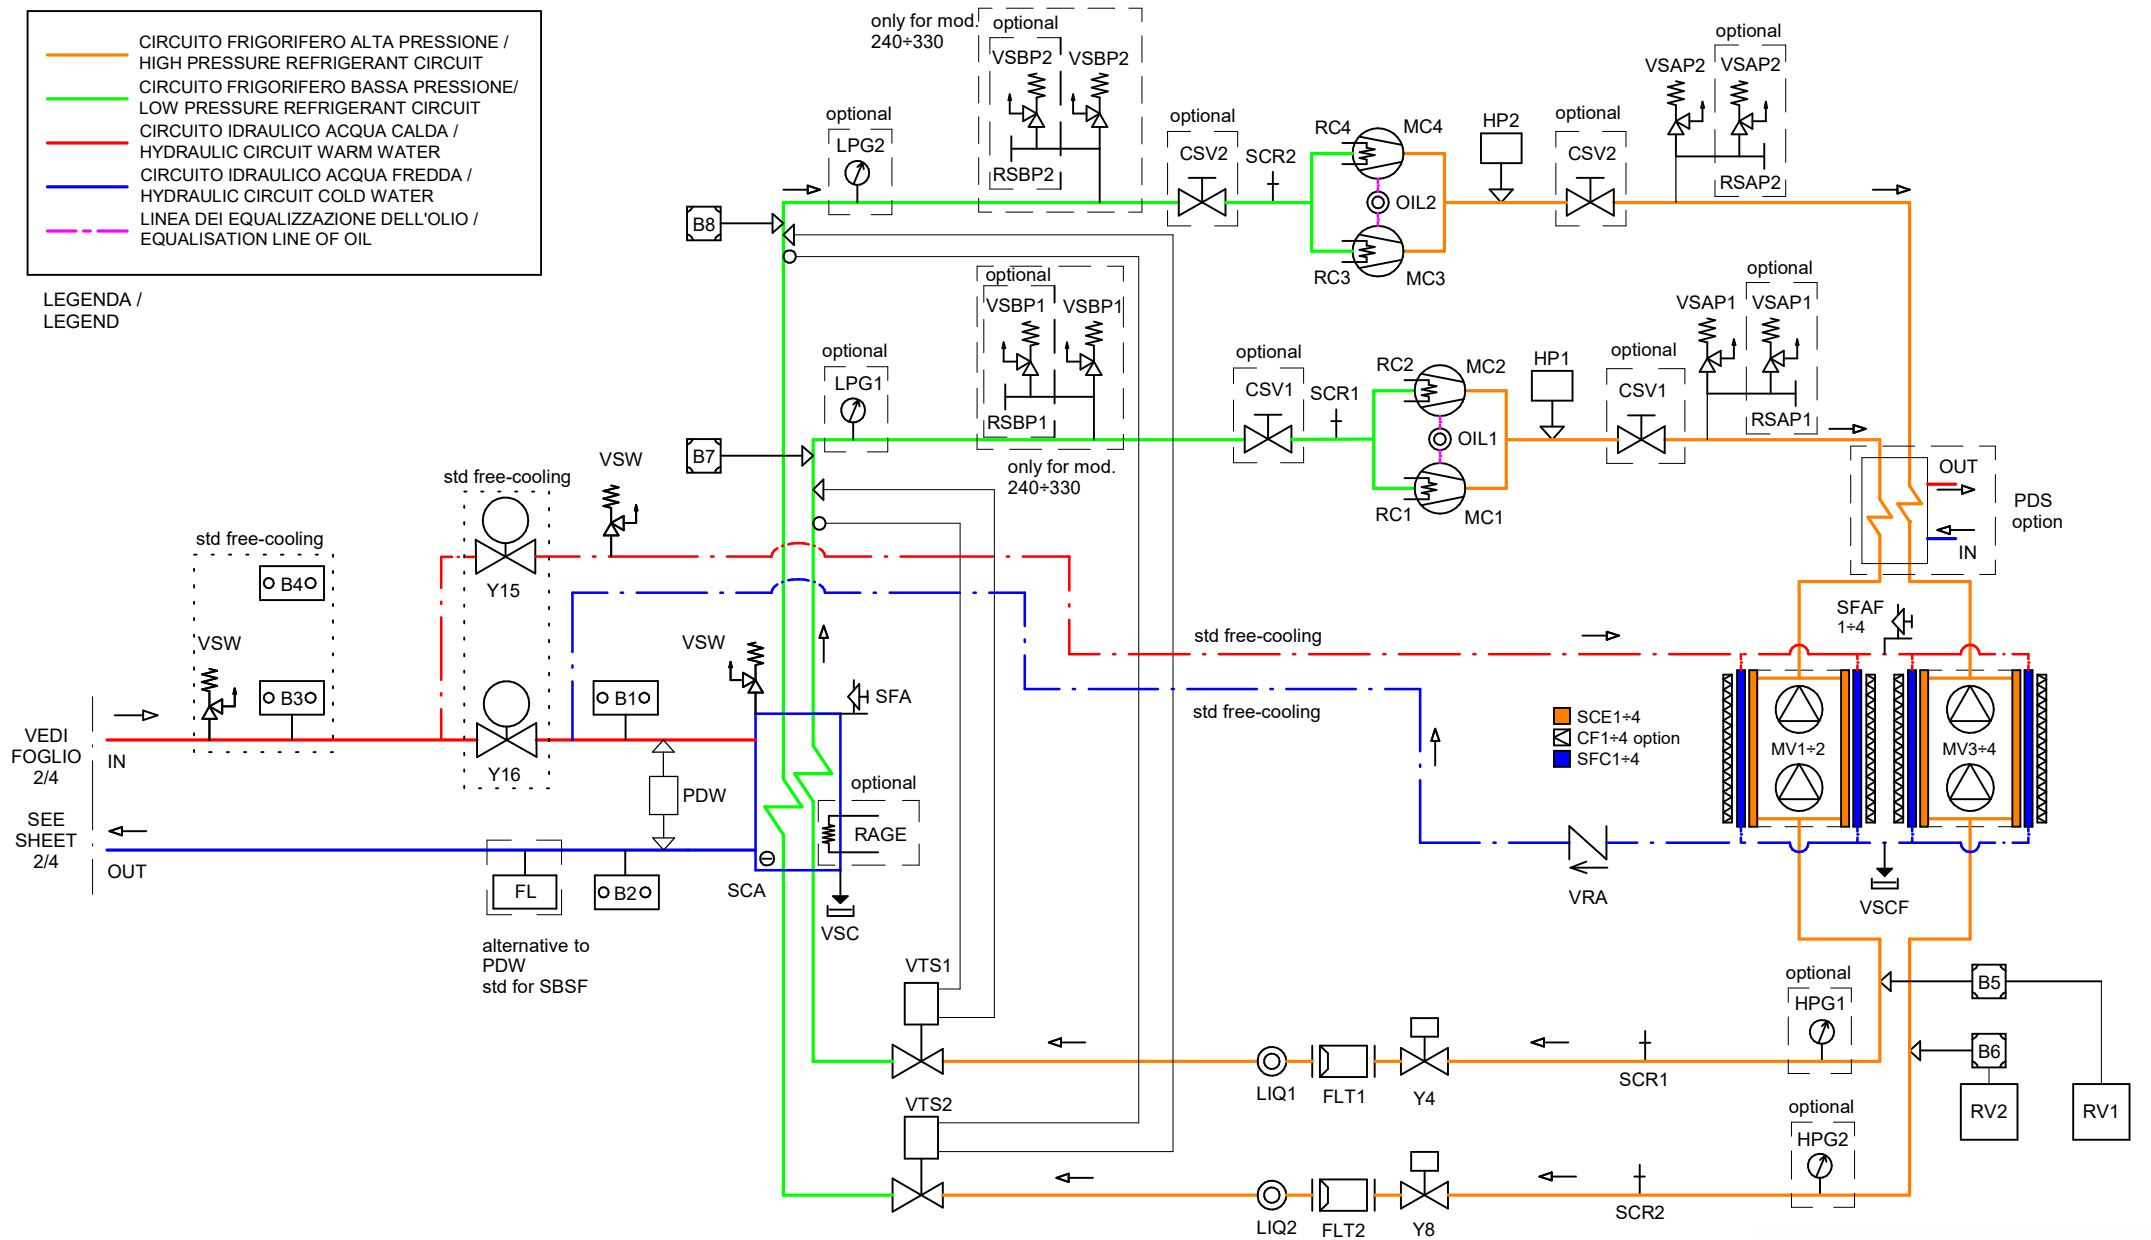 CIRCUITO FRIGORIFERO ALTA PRESSIONE /
HIGH PRESSURE REFRIGERANT CIRCUIT
CIRCUITO FRIGORIFERO BASSA PRESSIONE/
LOW PRESSURE REFRIGERANT CIRCUIT
CIRCUITO IDRAULICO ACQUA CALDA /
HYDRAULIC CIRCUIT WARM WATER
CIRCUITO IDRAULICO ACQUA FREDDA /
HYDRAULIC CIRCUIT COLD WATER
LINEA DEI EQUALIZZAZIONE DELL'OLIO /
EQUALISATION LINE OF OIL
LEGENDA /
LEGEND
only for mod.
240÷330
optional
VSBP2
VSBP2
RSBP2
optional
LPG2
optional
CSV2
SCR2
RC4
MC4
OIL2
RC3
MC3
HP2
optional
CSV2
VSAP2
optional
VSAP2
RSAP2
B8
optional
VSBP1
VSBP1
RSBP1
only for mod.
240÷330
optional
LPG1
B7
optional
CSV1
SCR1
RC2
MC2
OIL1
RC1
MC1
HP1
optional
CSV1
VSAP1
optional
VSAP1
RSAP1
OUT
IN
PDS
option
std free-cooling
VSW
Y15
Y16
std free-cooling
B4
VSW
B3
VEDI
FOGLIO
2/4
IN
SEE
SHEET
2/4
OUT
B1
PDW
VSW
SFA
optional
RAGE
SCA
VSC
FL
B2
alternative to
PDW
std for SBSF
std free-cooling
std free-cooling
SFAF
1÷4
SCE1÷4
CF1÷4 option
SFC1÷4
MV1÷2
MV3÷4
VRA
VSCF
VTS1
LIQ1
FLT1
Y4
SCR1
optional
HPG1
B5
B6
RV2
RV1
VTS2
LIQ2
FLT2
Y8
SCR2
optional
HPG2